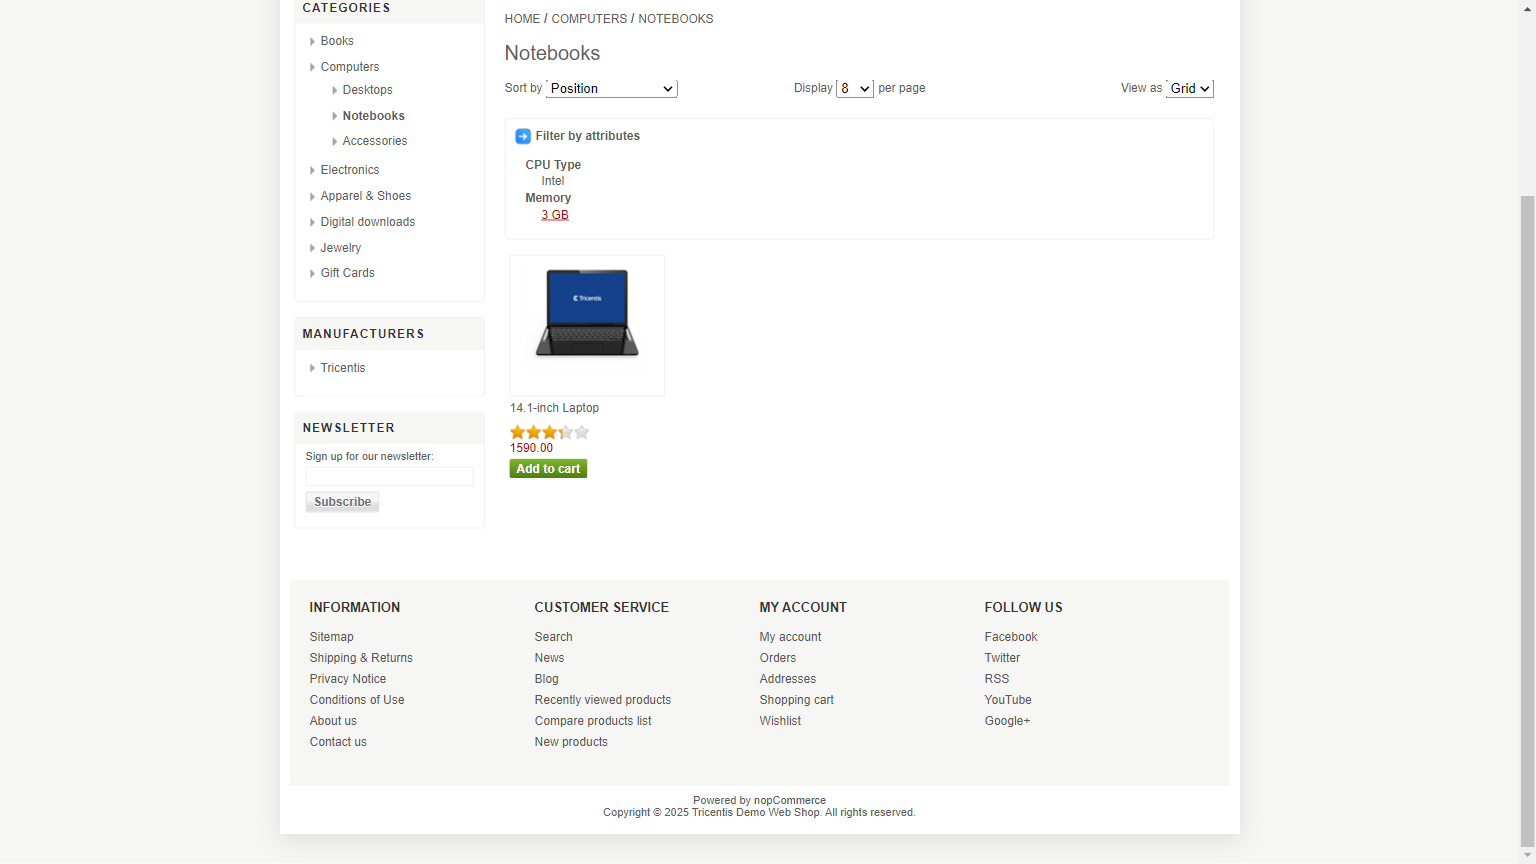 CATEGORIES
Books
Computers
Desktops
Notebooks
Accessories
Electronics
Apparel & Shoes
Digital downloads
Jewelry
Gift Cards
MANUFACTURERS
Tricentis
NEWSLETTER
Sign up for our newsletter:
Subscribe
HOME / COMPUTERS / NOTEBOOKS
Notebooks
Sort by Position Display 8 per page View as Grid
Filter by attributes
CPU Type
Intel
Memory
3 GB
Tricentis
14.1-inch Laptop
1590.00
Add to cart
INFORMATION
Sitemap
Shipping & Returns
Privacy Notice
Conditions of Use
About us
Contact us
CUSTOMER SERVICE
Search
News
Blog
Recently viewed products
Compare products list
New products
MY ACCOUNT
My account
Orders
Addresses
Shopping cart
Wishlist
FOLLOW US
Facebook
Twitter
RSS
YouTube
Google+
Powered by nopCommerce
Copyright © 2025 Tricentis Demo Web Shop. All rights reserved.